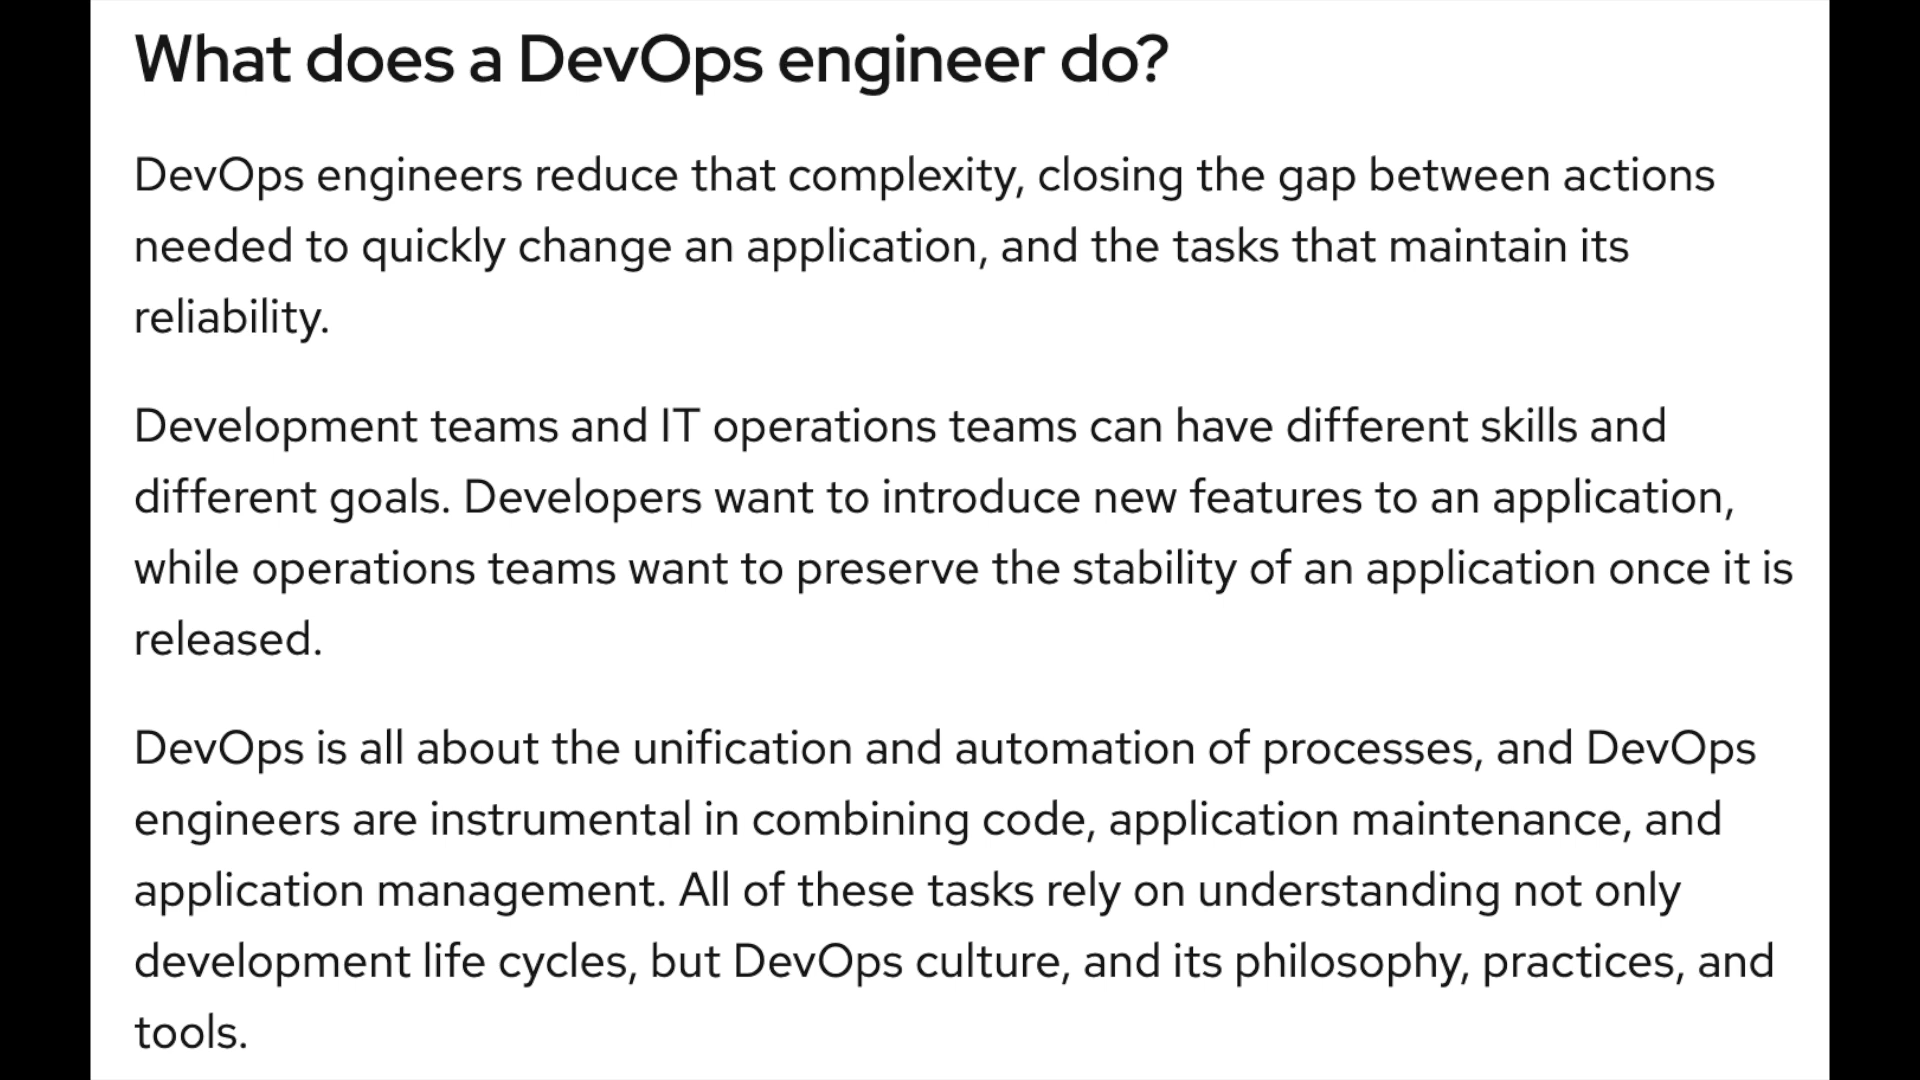 What does a DevOps engineer do?
DevOps engineers reduce that complexity, closing the gap between actions
needed to quickly change an application, and the tasks that maintain its
reliability.
Development teams and IT operations teams can have different skills and
different goals. Developers want to introduce new features to an application,
while operations teams want to preserve the stability of an application once it is
released.
DevOps is all about the unification and automation of processes, and DevOps
engineers are instrumental in combining code, application maintenance, and
application management. All of these tasks rely on understanding not only
development life cycles, but DevOps culture, and its philosophy, practices, and
tools.